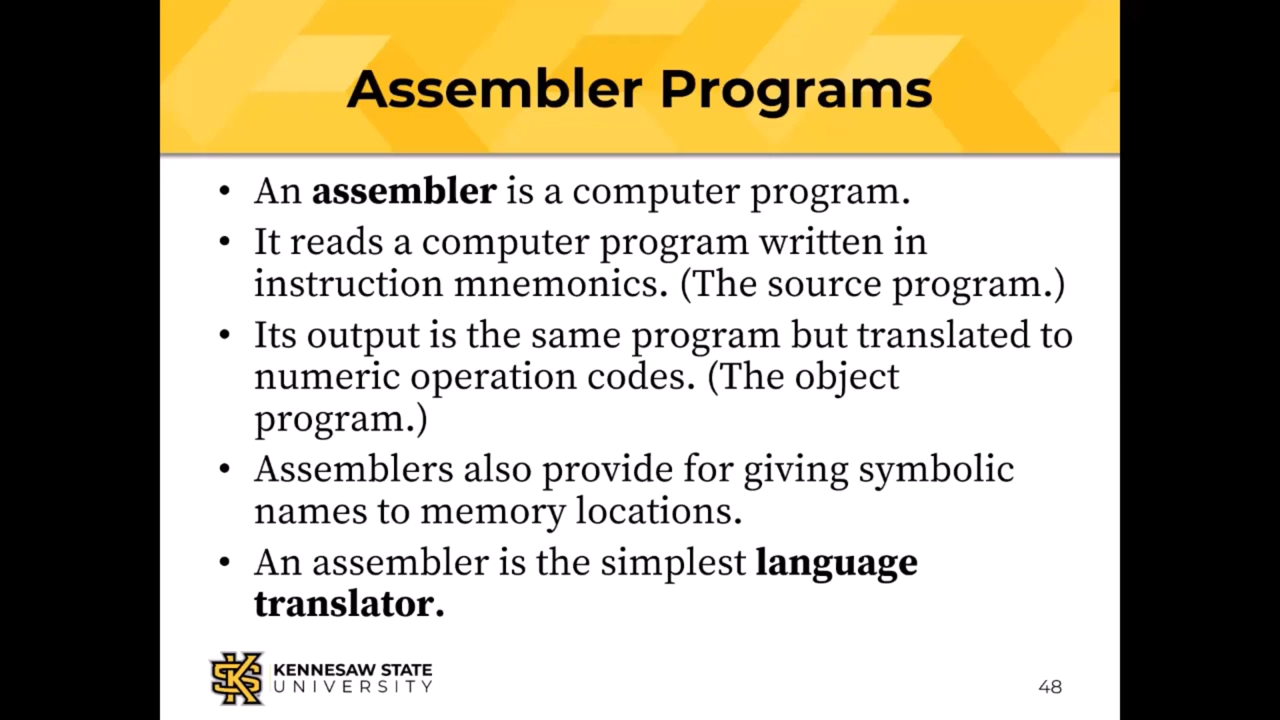 Assembler Programs
• An assembler is a computer program.
• It reads a computer program written in
instruction mnemonics. (The source program.)
• Its output is the same program but translated to
numeric operation codes. (The object
program.)
• Assemblers also provide for giving symbolic
names to memory locations.
• An assembler is the simplest language
translator.
KENNESAW STATE
UNIVERSITY
48